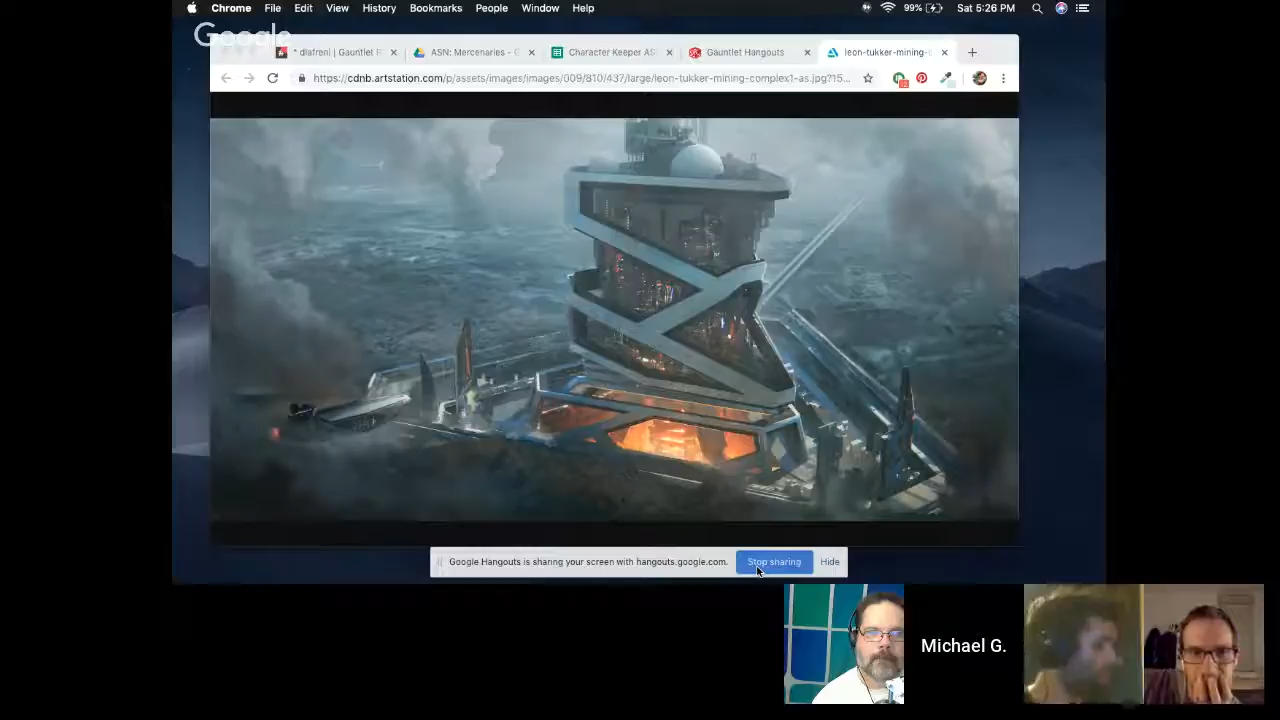 Chrome File Edit View History Bookmarks People Window Help 99% Sat 5:26 PM
Google
* diafreni | Gauntlet ASN: Mercenaries - G Character Keeper AS Gauntlet Hangouts leon-tukker-mining-
https://cdnb.artstation.com/p/assets/images/images/009/810/437/large/leon-tukker-mining-complex1-as.jpg?15...
Google Hangouts is sharing your screen with hangouts.google.com. Stop sharing Hide
Michael G.